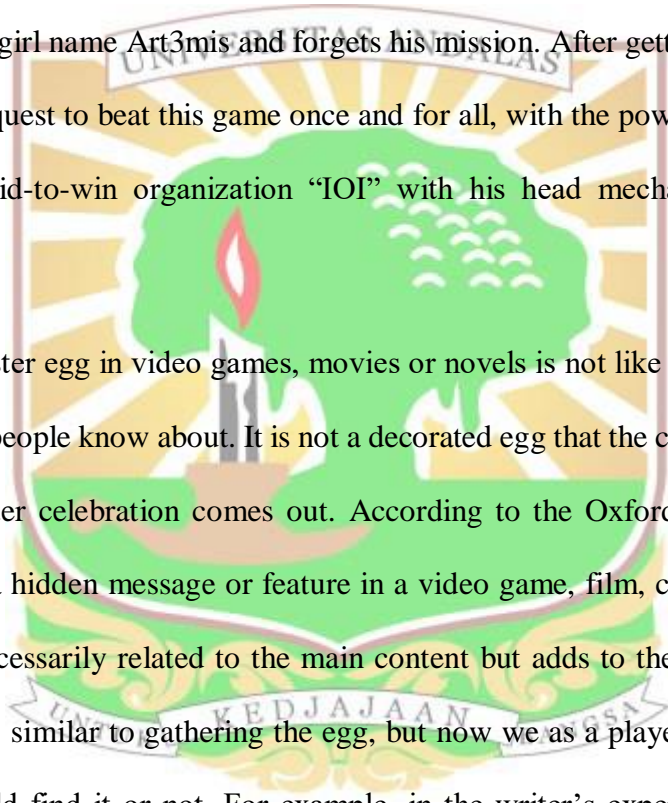 girl name Art3mis and forgets his mission. After gett
UNIVERSITAS ANDALAS
quest to beat this game once and for all, with the pow
id-to-win organization “IOI” with his head mecha
ster egg in video games, movies or novels is not like
people know about. It is not a decorated egg that the c
er celebration comes out. According to the Oxford
hidden message or feature in a video game, film, c
cessarily related to the main content but adds to the
UNTUK KEDJAJAAN BANGSA
similar to gathering the egg, but now we as a playe
ld find it or not. For example, in the writer’s expe